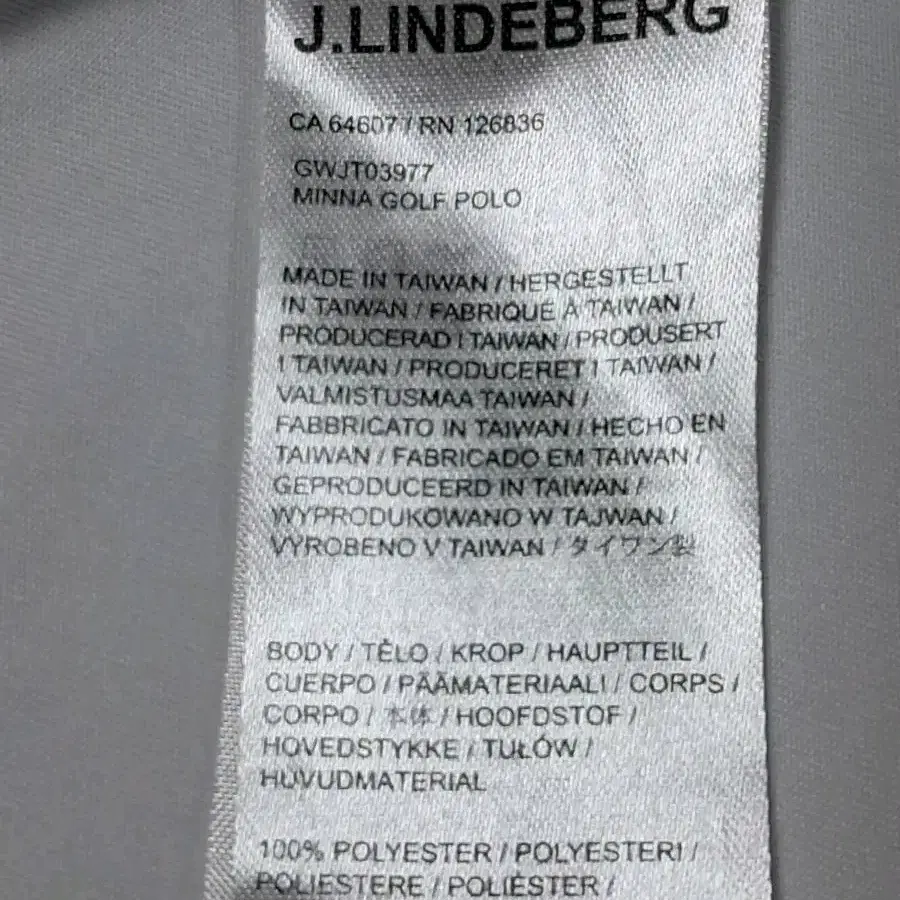 J.LINDEBERG
CA 64607 / RN 126836
GWJT03977
MINNA GOLF POLO
MADE IN TAIWAN / HERGESTELLT
IN TAIWAN / FABRIQUÉ À TAIWAN /
PRODUCERAD I TAIWAN / PRODUSERT
I TAIWAN / PRODUCERET I TAIWAN /
VALMISTUSMAA TAIWAN /
FABBRICATO IN TAIWAN / HECHO EN
TAIWAN / FABRICADO EM TAIWAN /
GEPRODUCEERD IN TAIWAN /
WYPRODUKOWANO W TAJWAN /
VYROBENO V TAIWAN / タイワン製
BODY / TĚLO / KROP / HAUPTTEIL /
CUERPO / PÄÄMATERIAALI / CORPS /
CORPO / 本体 / HOOFDSTOF /
HOVEDSTYKKE / TUŁÓW /
HUVUDMATERIAL
100% POLYESTER / POLYESTERI /
POLIESTERE / POLIÉSTER /